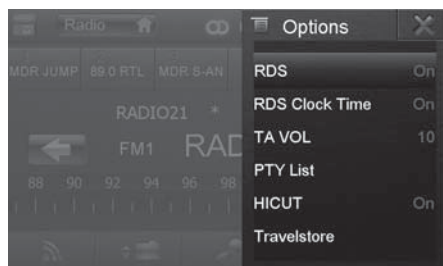 Radio
Options
MDR JUMP 89.0 RTL MDR S-AN
RDS On
RDS Clock Time On
RADIO21 *
TA VOL 10
FM1 RAD
PTY List
88 90 92 94 96 98
HICUT On
Travelstore